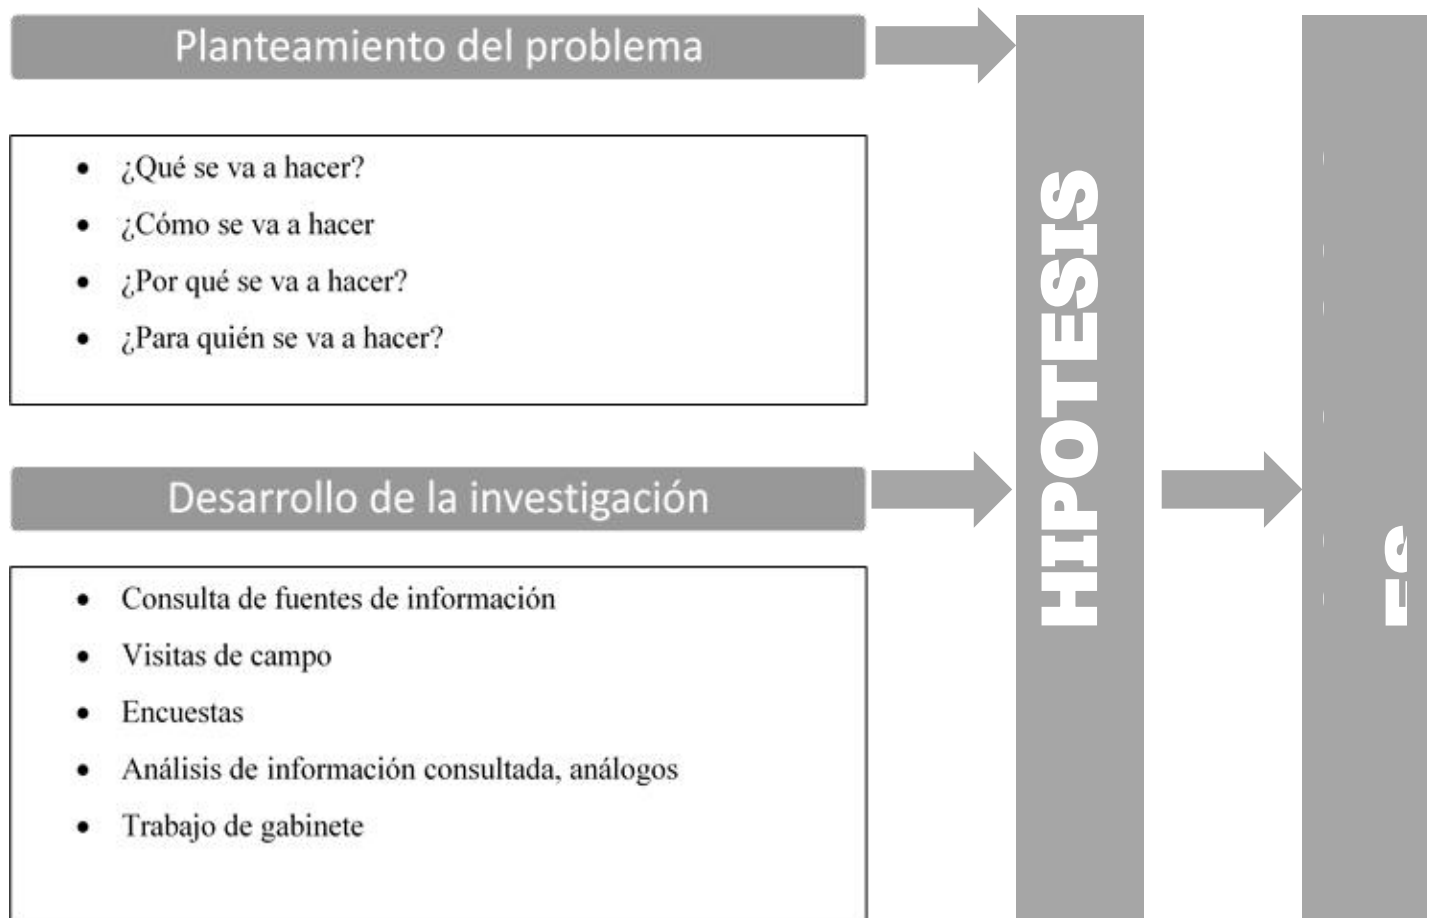 Planteamiento del problema
¿Qué se va a hacer?
¿Cómo se va a hacer
¿Por qué se va a hacer?
¿Para quién se va a hacer?
Desarrollo de la investigación
Consulta de fuentes de información
Visitas de campo
Encuestas
Análisis de información consultada, análogos
Trabajo de gabinete
HIPOTESIS